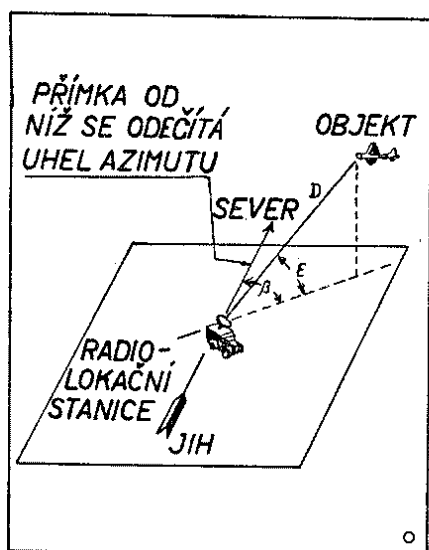 PŘÍMKA OD
NÍŽ SE ODEČÍTÁ
UHEL AZIMUTU
OBJEKT
D
SEVER
ε
β
RADIO-
LOKAČNÍ
STANICE
JIH